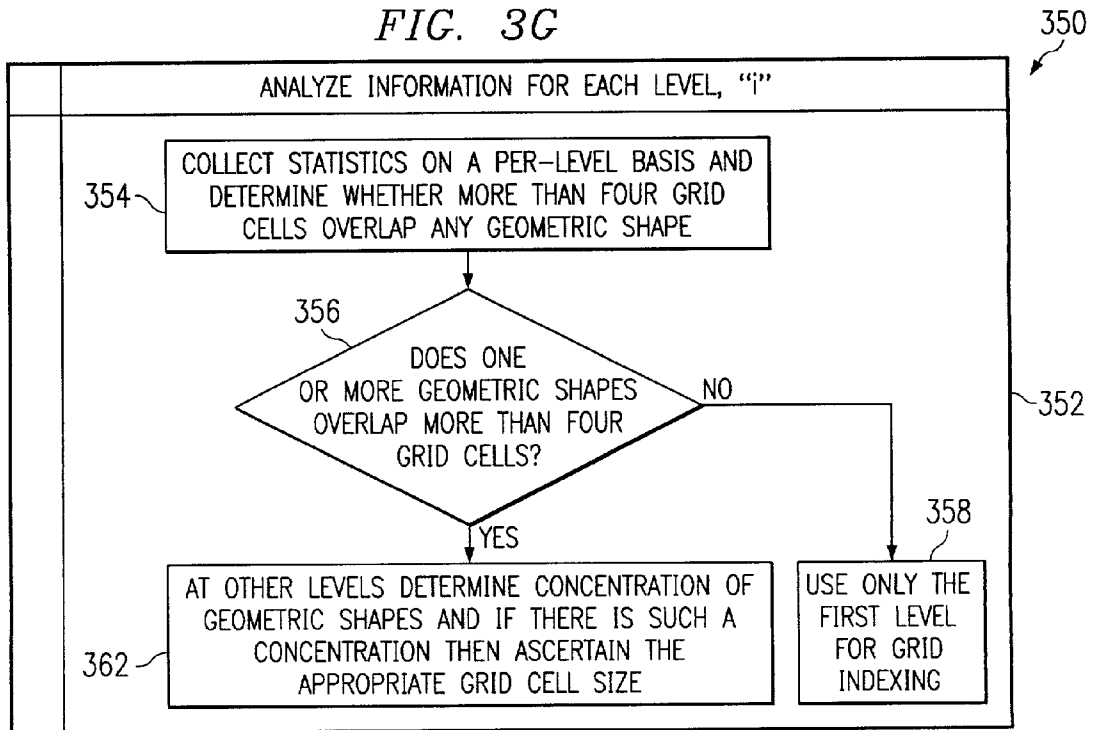 FIG. 3G
350
ANALYZE INFORMATION FOR EACH LEVEL, "i"
COLLECT STATISTICS ON A PER-LEVEL BASIS AND
DETERMINE WHETHER MORE THAN FOUR GRID
CELLS OVERLAP ANY GEOMETRIC SHAPE
354
356
DOES ONE
OR MORE GEOMETRIC SHAPES
OVERLAP MORE THAN FOUR
GRID CELLS?
NO
352
YES
358
AT OTHER LEVELS DETERMINE CONCENTRATION OF
GEOMETRIC SHAPES AND IF THERE IS SUCH A
CONCENTRATION THEN ASCERTAIN THE
APPROPRIATE GRID CELL SIZE
362
USE ONLY THE
FIRST LEVEL
FOR GRID
INDEXING